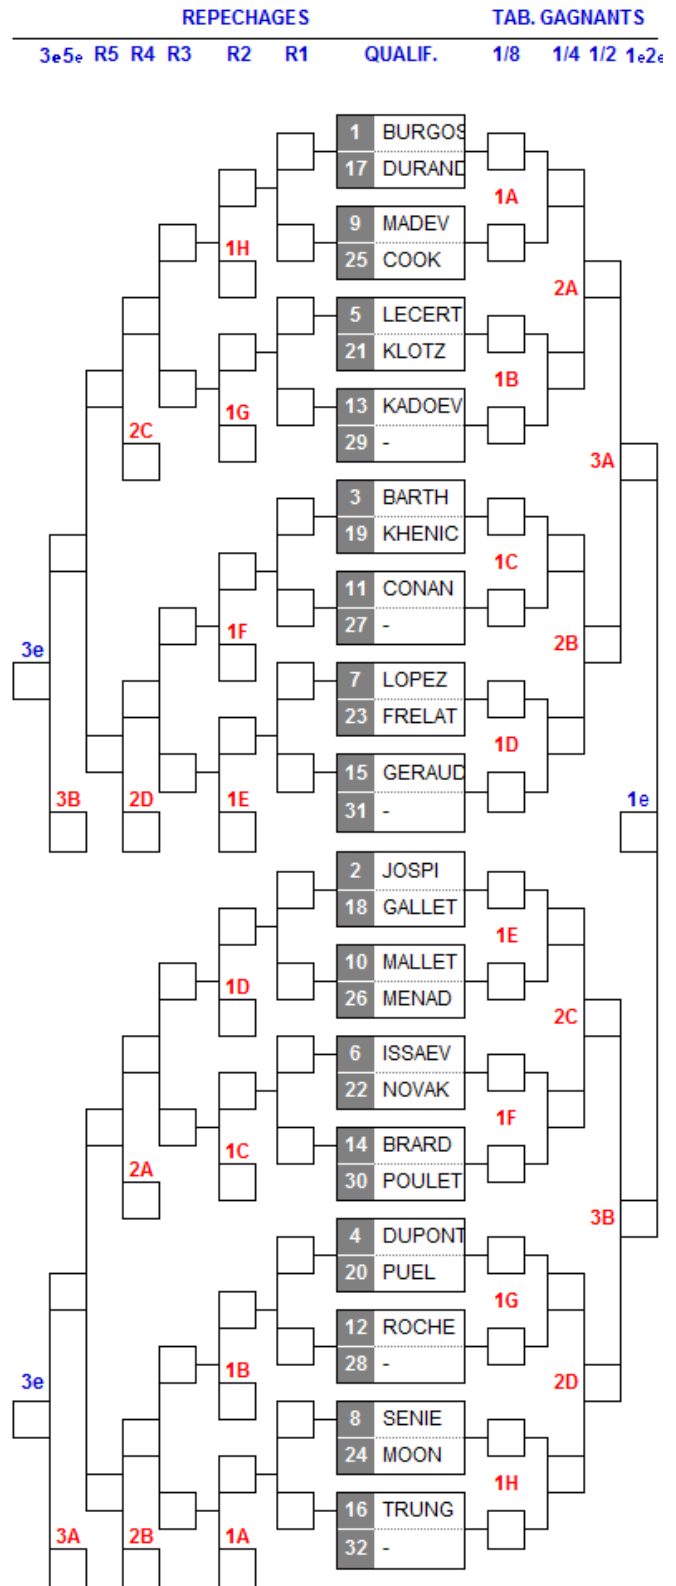 REPECHAGES TAB. GAGNANTS
3e5e R5 R4 R3 R2 R1 QUALIF. 1/8 1/4 1/2 1e2e
1 BURGOS
17 DURAND
1A
9 MADEV
1H
25 COOK
2A
5 LECERT
21 KLOTZ
1B
13 KADOEV
1G
2C
29 -
3A
3 BARTH
19 KHENIC
1C
11 CONAN
27 -
1F
2B
3e
7 LOPEZ
23 FRELAT
1D
15 GERAUD
3B 2D 1E
1e
31 -
2 JOSPI
18 GALLET
1E
10 MALLET
1D
26 MENAD
2C
6 ISSAEV
22 NOVAK
1F
14 BRARD
1C
2A
30 POULET
3B
4 DUPONT
20 PUEL
1G
12 ROCHE
28 -
1B
3e
2D
8 SENIE
24 MOON
1H
16 TRUNG
3A 2B 1A
32 -